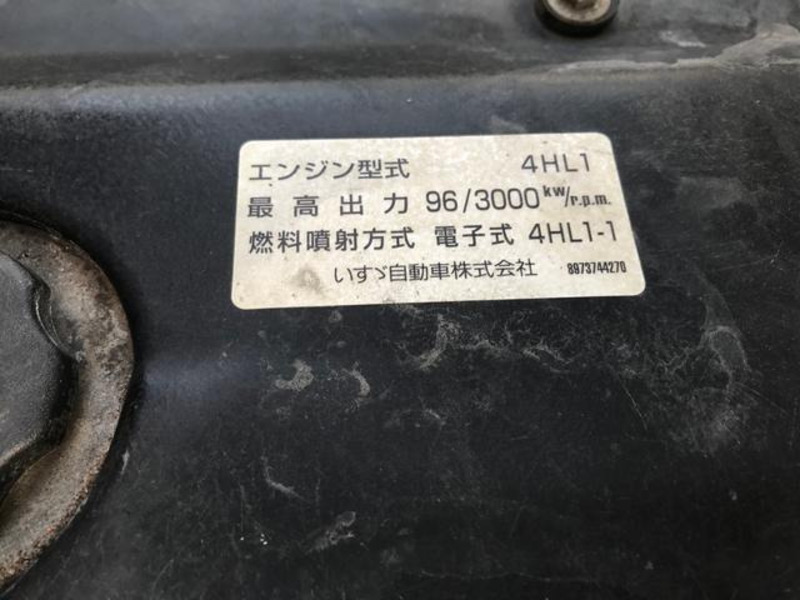 エンジン型式 4HL1
最高出力 96/3000 kw/r.p.m.
燃料噴射方式 電子式 4HL1-1
いすゞ自動車株式会社 8973744270